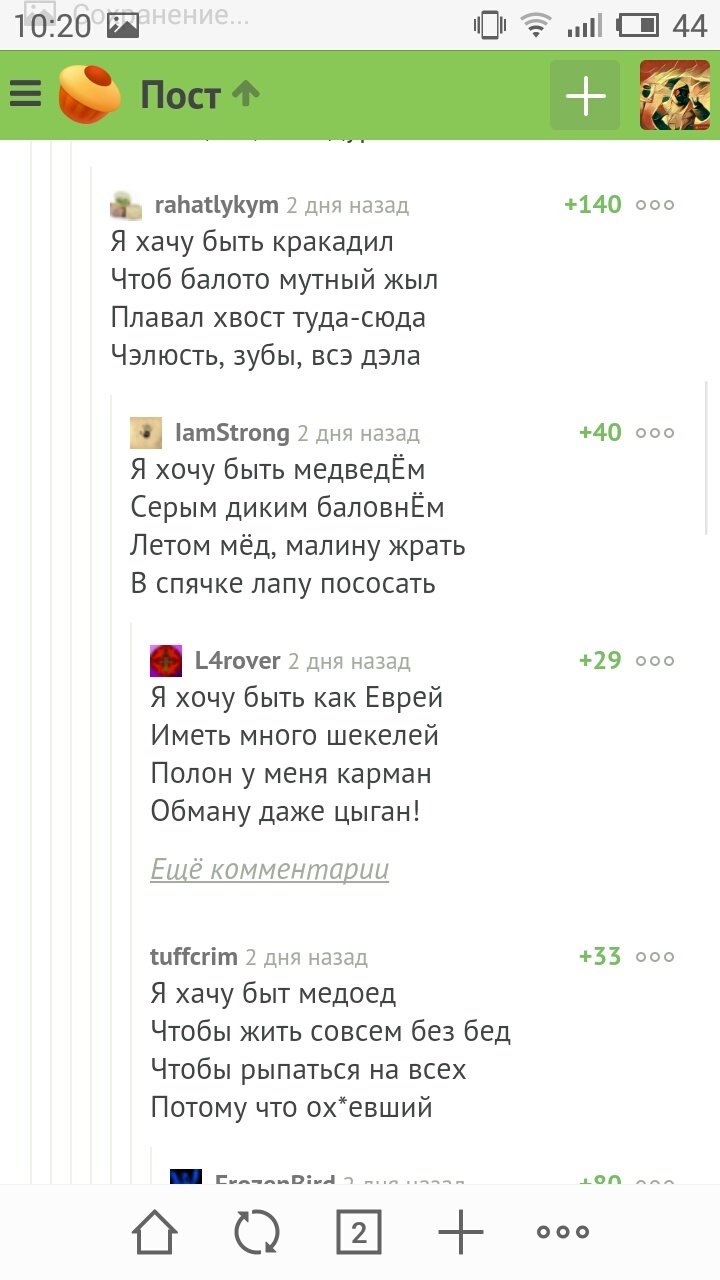 10:20
Сохранение...
44
Пост
rahatlykym 2 дня назад +140
Я хачу быть кракадил
Чтоб балото мутный жыл
Плавал хвост туда-сюда
Чэлюсть, зубы, всэ дэла
IamStrong 2 дня назад +40
Я хочу быть медведЁм
Серым диким баловнЁм
Летом мёд, малину жрать
В спячке лапу пососать
L4rover 2 дня назад +29
Я хочу быть как Еврей
Иметь много шекелей
Полон у меня карман
Обману даже цыган!
Ещё комментарии
tuffcrim 2 дня назад +33
Я хачу быт медоед
Чтобы жить совсем без бед
Чтобы рыпаться на всех
Потому что ох*евший
FrozenBird 2 дня назад +80
2